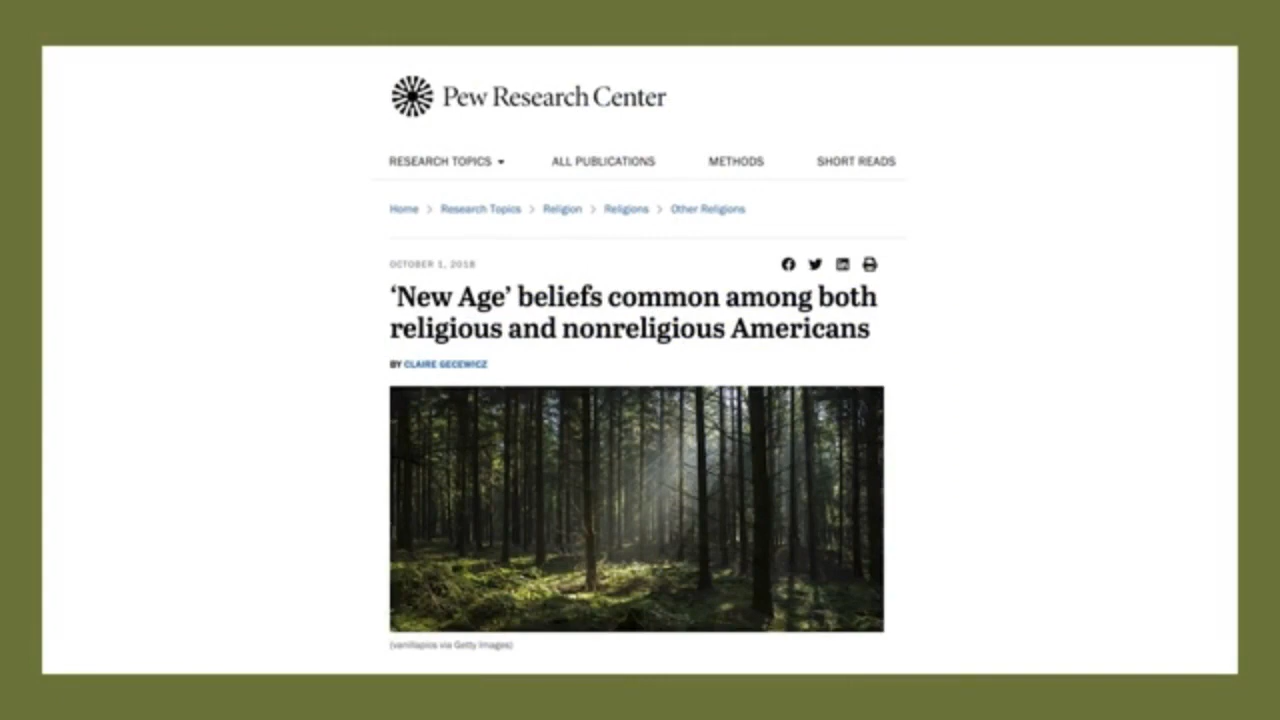 Pew Research Center
RESEARCH TOPICS ALL PUBLICATIONS METHODS SHORT READS
Home > Research Topics > Religion > Religions > Other Religions
OCTOBER 1, 2018
‘New Age’ beliefs common among both
religious and nonreligious Americans
BY CLAIRE GECEWICZ
(vanillapics via Getty Images)